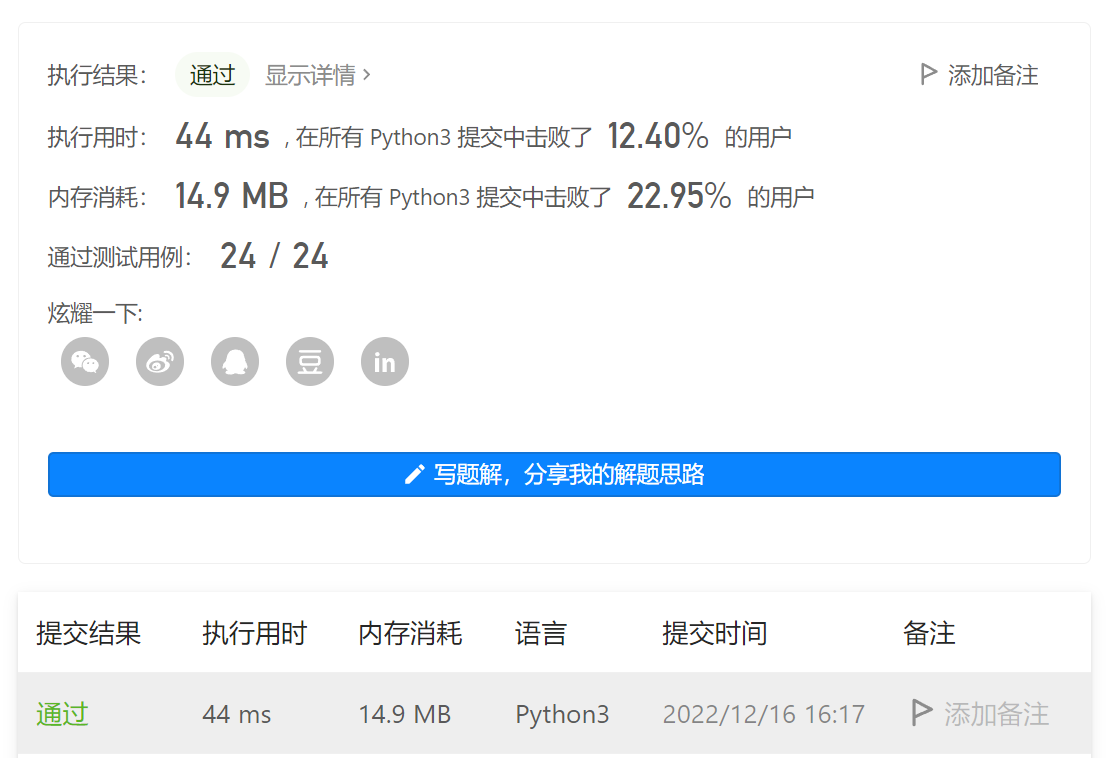 执行结果： 通过 显示详情 › 添加备注
执行用时： 44 ms , 在所有 Python3 提交中击败了 12.40% 的用户
内存消耗： 14.9 MB , 在所有 Python3 提交中击败了 22.95% 的用户
通过测试用例： 24 / 24
炫耀一下:
豆 in
写题解，分享我的解题思路
提交结果 执行用时 内存消耗 语言 提交时间 备注
通过 44 ms 14.9 MB Python3 2022/12/16 16:17 添加备注